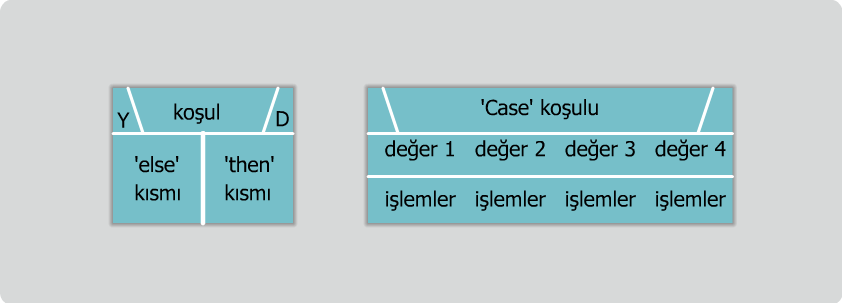 Y koşul D
'else' 'then'
kısmı kısmı
'Case' koşulu
değer 1 değer 2 değer 3 değer 4
işlemler işlemler işlemler işlemler